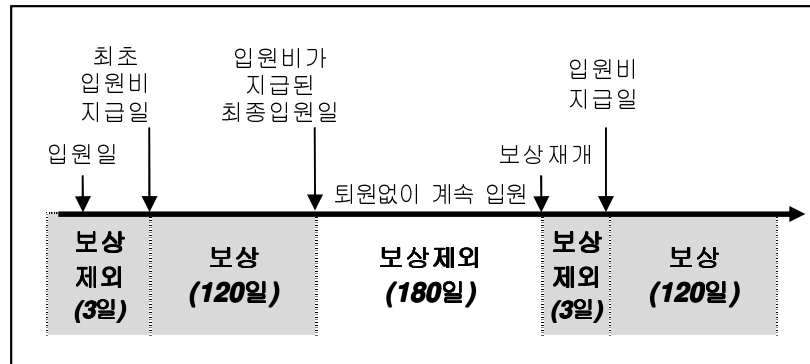 최초
입원비
지급일
입원비가
지급된
최종입원일
입원비
지급일
입원일
보상재개
퇴원없이 계속 입원
보상
제외
(3일)
보상
(120일)
보상제외
(180일)
보상
제외
(3일)
보상
(120일)